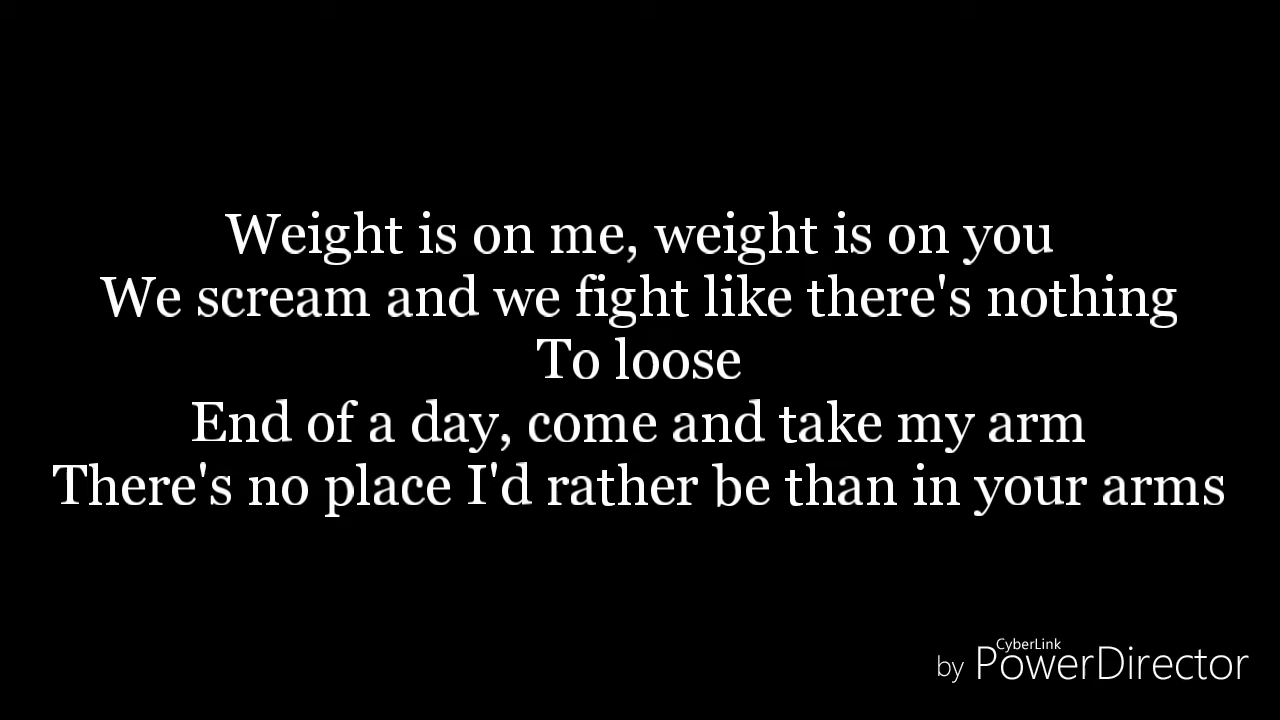 Weight is on me, weight is on you
We scream and we fight like there's nothing
To loose
End of a day, come and take my arm
There's no place I'd rather be than in your arms
CyberLink
by PowerDirector